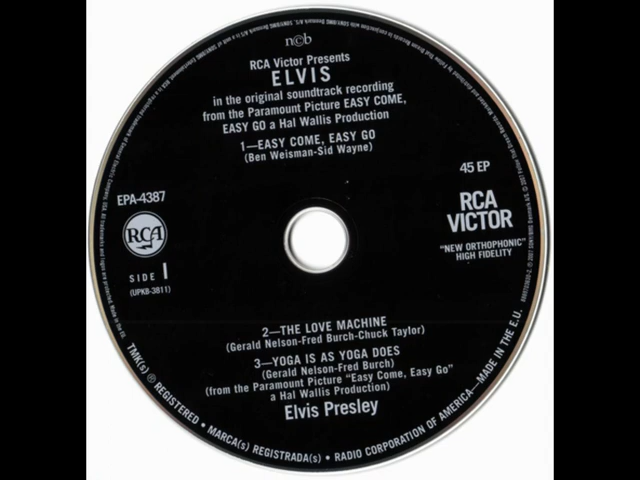 n©b
RCA Victor Presents
ELVIS
in the original soundtrack recording
from the Paramount Picture EASY COME,
EASY GO a Hal Wallis Production
1—EASY COME, EASY GO
(Ben Weisman-Sid Wayne)
EPA-4387
45 EP
RCA
SIDE 1
(UPKB-3811)
RCA
VICTOR
"NEW ORTHOPHONIC"
HIGH FIDELITY
2—THE LOVE MACHINE
(Gerald Nelson-Fred Burch-Chuck Taylor)
3—YOGA IS AS YOGA DOES
(Gerald Nelson-Fred Burch)
(from the Paramount Picture "Easy Come, Easy Go"
a Hal Wallis Production)
Elvis Presley
TMK(s) ® REGISTERED • MARCA(s) REGISTRADA(s) • RADIO CORPORATION OF AMERICA—MADE IN THE E.U.